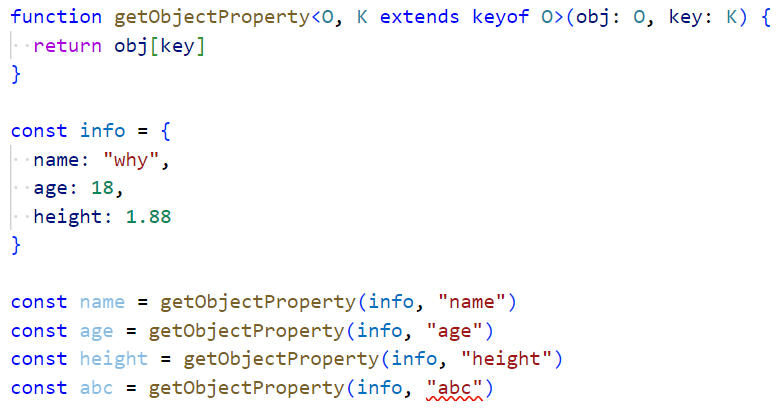 function getObjectProperty<O, K extends keyof O>(obj: O, key: K) {
  return obj[key]
}
const info = {
  name: "why",
  age: 18,
  height: 1.88
}
const name = getObjectProperty(info, "name")
const age = getObjectProperty(info, "age")
const height = getObjectProperty(info, "height")
const abc = getObjectProperty(info, "abc")